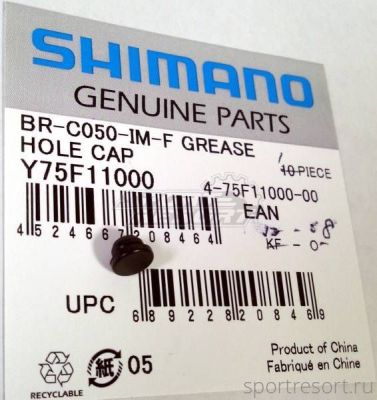 SHIMANO
GENUINE PARTS
BR-C050-IM-F GREASE
HOLE CAP
Y75F11000
10 PIECE
4-75F11000-00
EAN
4 524667 208464
UPC
6 89228 20846 9
紙 05
RECYCLABLE
Product of China
Fabriqué en Chine
sportresort.ru